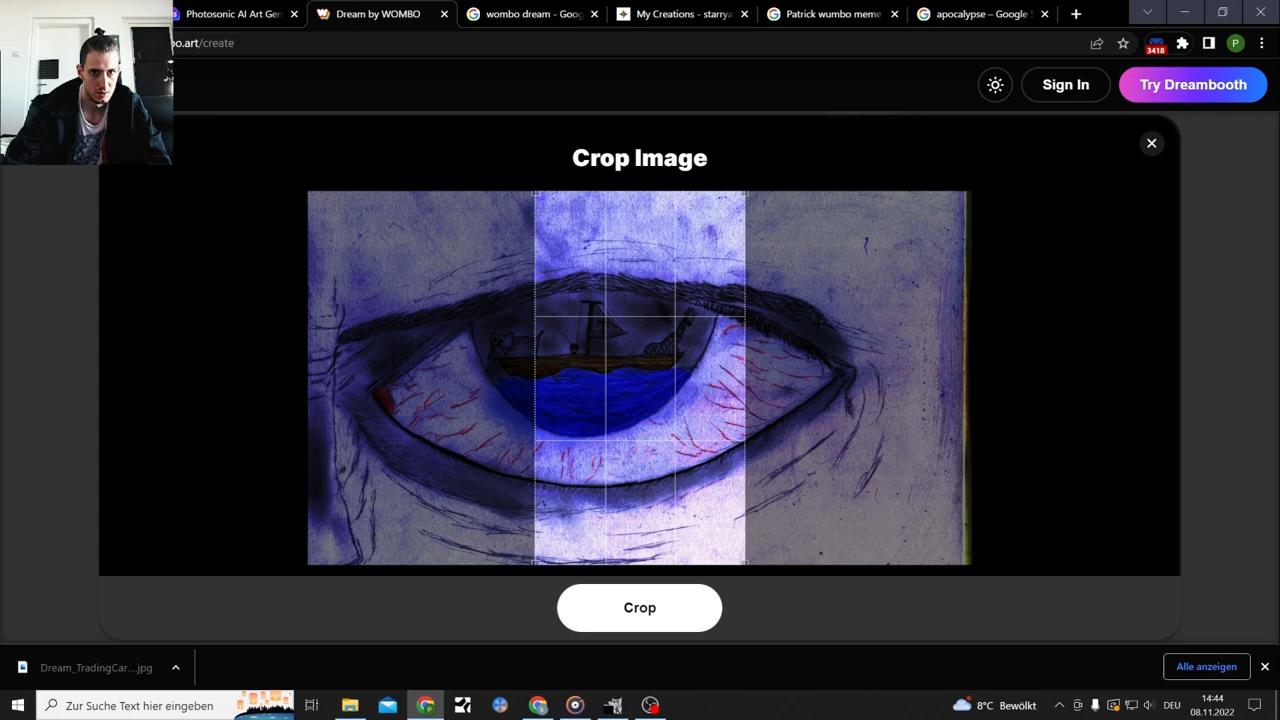 Photosonic AI Art Gen
Dream by WOMBO
wombo dream - Goog
My Creations - starrya
Patrick wumbo meme
apocalypse – Google S
bo.art/create
3418
P
Sign In
Try Dreambooth
Crop Image
Crop
Dream_TradingCar....jpg
Alle anzeigen
Zur Suche Text hier eingeben
8°C Bewölkt
DEU
14:44
08.11.2022